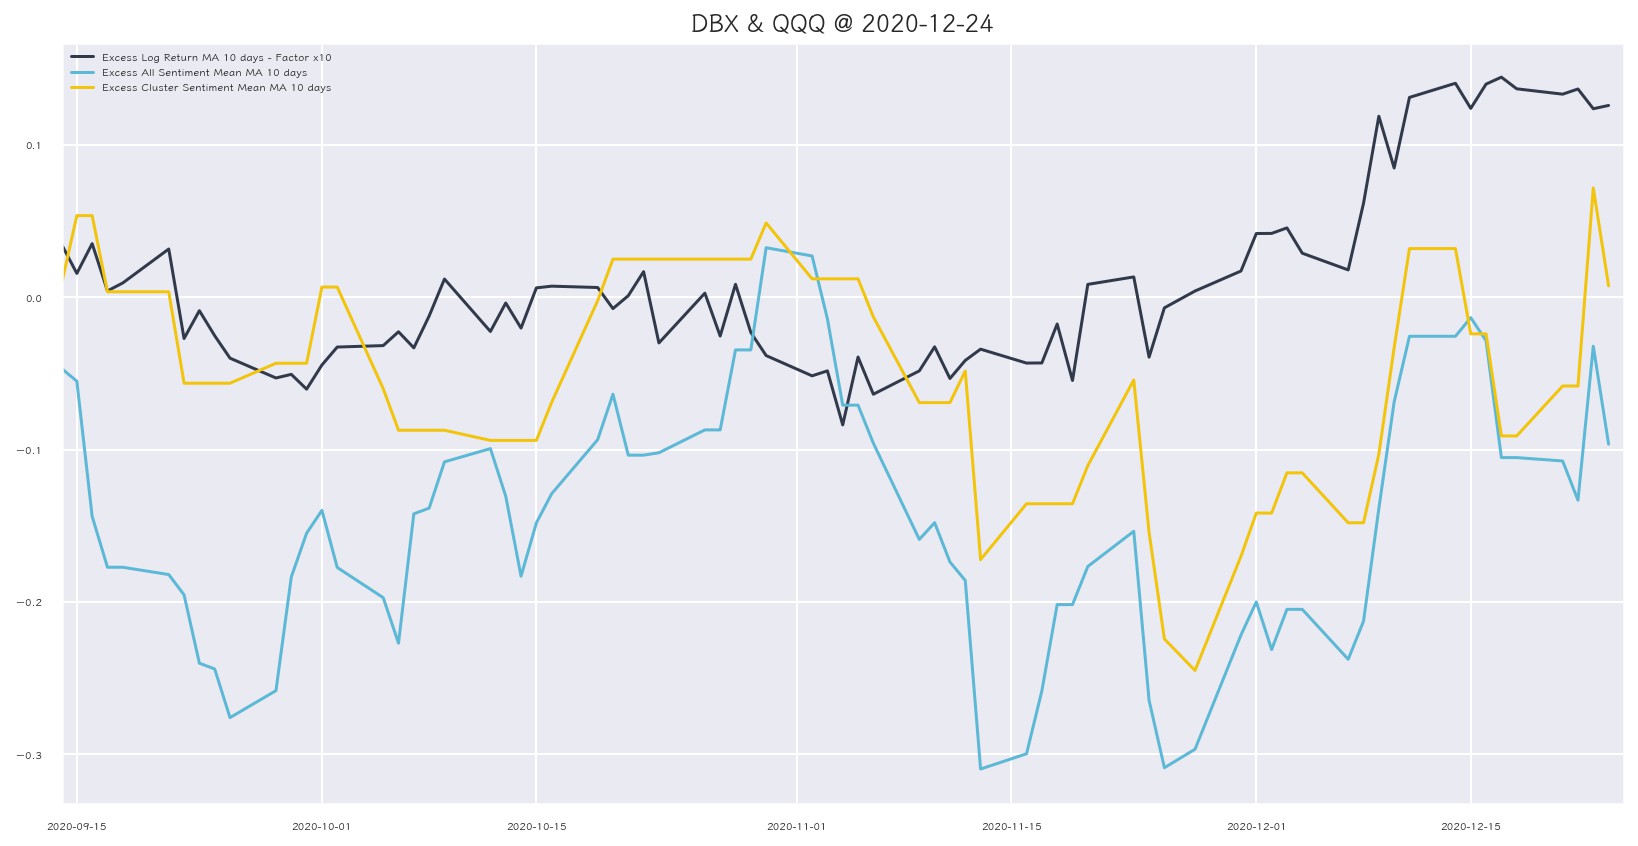 DBX & QQQ @ 2020-12-24
Excess Log Return MA 10 days - Factor x10
Excess All Sentiment Mean MA 10 days
Excess Cluster Sentiment Mean MA 10 days
0.1
0.0
−0.1
−0.2
−0.3
2020-09-15 2020-10-01 2020-10-15 2020-11-01 2020-11-15 2020-12-01 2020-12-15